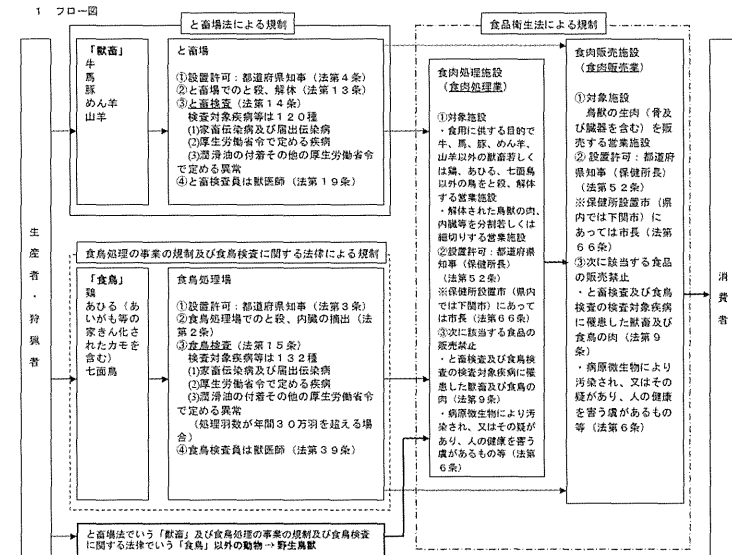 1　フロー図
生産者・狩猟者
と畜場法による規制
「獣畜」
牛
馬
豚
めん羊
山羊
と畜場
①設置許可：都道府県知事（法第４条）
②と畜場でのと殺、解体（法第１３条）
③と畜検査（法第１４条）
検査対象疾病等は１２０種
(1)家畜伝染病及び届出伝染病
(2)厚生労働省令で定める疾病
(3)潤滑油の付着その他の厚生労働省令
で定める異常
④と畜検査員は獣医師（法第１９条）
食鳥処理の事業の規制及び食鳥検査に関する法律による規制
「食鳥」
鶏
あひる（あ
いがも等の
家きん化さ
れたカモを
含む）
七面鳥
食鳥処理場
①設置許可：都道府県知事（法第３条）
②食鳥処理場でのと殺、内臓の摘出（法
第２条）
③食鳥検査（法第１５条）
検査対象疾病等は１３２種
(1)家畜伝染病及び届出伝染病
(2)厚生労働省令で定める疾病
(3)潤滑油の付着その他の厚生労働省令
で定める異常
（処理羽数が年間３０万羽を超える場
合）
④食鳥検査員は獣医師（法第３９条）
と畜場法でいう「獣畜」及び食鳥処理の事業の規制及び食鳥検査
に関する法律でいう「食鳥」以外の動物→野生鳥獣
食品衛生法による規制
食肉処理施設
（食肉処理業）
①対象施設
・食用に供する目的で
牛、馬、豚、めん羊、
山羊以外の獣畜若しく
は鶏、あひる、七面鳥
以外の鳥をと殺、解体
する営業施設
・解体された鳥獣の肉、
内臓等を分割若しくは
細切りする営業施設
②設置許可：都道府県
知事（保健所長）
（法第５２条）
※保健所設置市（県内
では下関市）にあって
は市長（法第６６条）
③次に該当する食品の
販売禁止
・と畜検査及び食鳥検
査の検査対象疾病に罹
患した獣畜及び食鳥の
肉（法第９条）
・病原微生物により汚
染され、又はその疑が
あり、人の健康を害う
虞があるもの等（法第
６条）
食肉販売施設
（食肉販売業）
①対象施設
鳥獣の生肉（骨及
び臓器を含む）を販
売する営業施設
②設置許可：都道府
県知事（保健所長）
（法第５２条）
※保健所設置市（県
内では下関市）に
あっては市長（法第
６６条）
③次に該当する食品
の販売禁止
・と畜検査及び食鳥
検査の検査対象疾病
に罹患した獣畜及び
食鳥の肉（法第９
条）
・病原微生物により
汚染され、又はその
疑があり、人の健康
を害う虞があるもの
等（法第６条）
消費者